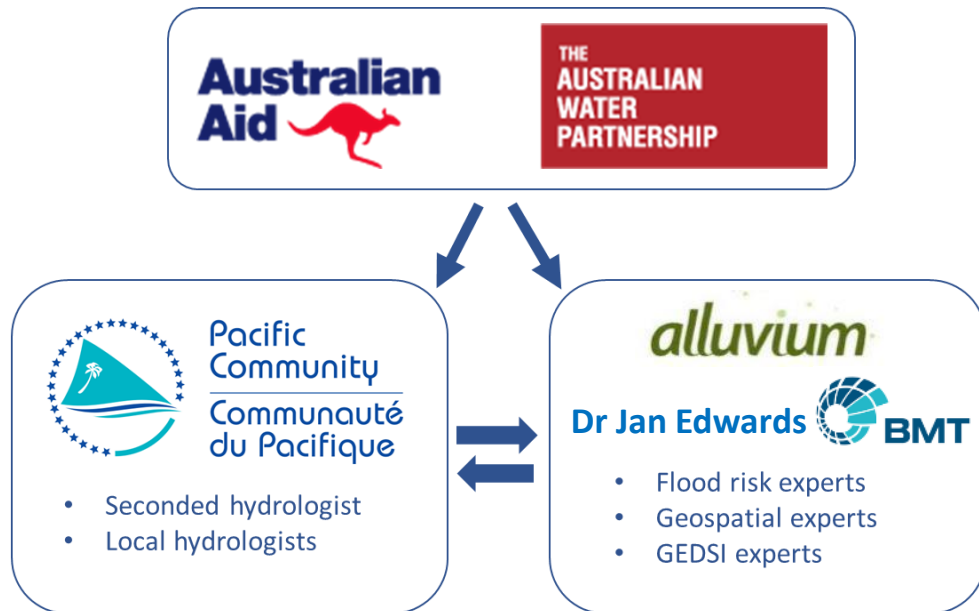 Australian
Aid
THE
AUSTRALIAN
WATER
PARTNERSHIP
Pacific
Community
Communauté
du Pacifique
• Seconded hydrologist
• Local hydrologists
alluvium
Dr Jan Edwards BMT
• Flood risk experts
• Geospatial experts
• GEDSI experts